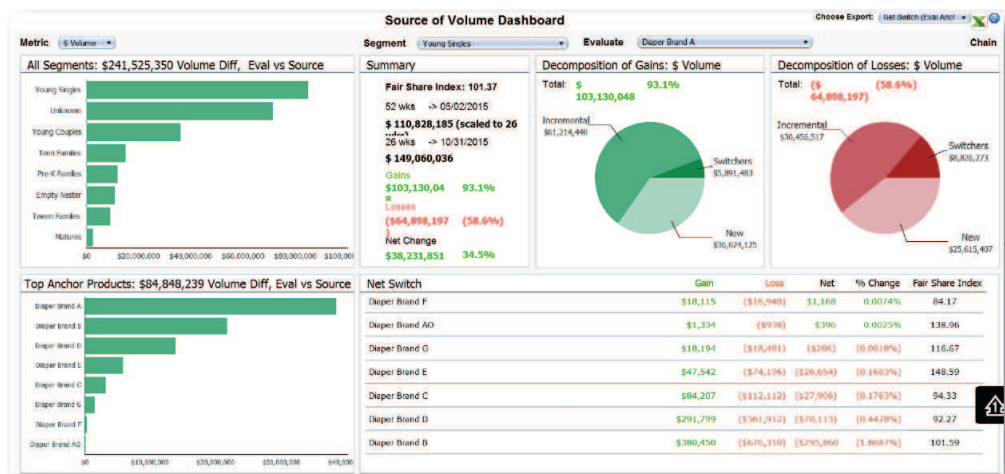 Source of Volume Dashboard
Choose Export: Net Switch (Eval Ancr
Metric $ Volume
Segment Young Singles
Evaluate Diaper Brand A
Chain
All Segments: $241,525,350 Volume Diff, Eval vs Source
Young Singles
Unknown
Young Couples
Teen Families
Pre-K Families
Empty Nester
Tween Families
Matures
$0 $20,000,000 $40,000,000 $60,000,000 $80,000,000 $100,00
Summary
Fair Share Index: 101.37
52 wks -> 05/02/2015
$ 110,828,185 (scaled to 26
wks)
26 wks -> 10/31/2015
$ 149,060,036
Gains
$103,130,04 93.1%
8
Losses
($64,898,197 (58.6%)
)
Net Change
$38,231,851 34.5%
Decomposition of Gains: $ Volume
Total: $ 93.1%
103,130,048
Incremental
$61,214,440
Switchers
$5,891,483
New
$36,024,125
Decomposition of Losses: $ Volume
Total: ($ (58.6%)
64,898,197)
Incremental
$30,456,517
Switchers
$8,826,273
New
$25,615,407
Top Anchor Products: $84,848,239 Volume Diff, Eval vs Source
Diaper Brand A
Diaper Brand B
Diaper Brand D
Diaper Brand E
Diaper Brand C
Diaper Brand G
Diaper Brand F
Diaper Brand AO
$0 $10,000,000 $20,000,000 $30,000,000 $40,000
Net Switch Gain Loss Net % Change Fair Share Index
Diaper Brand F $18,115 ($16,948) $1,168 0.0074% 84.17
Diaper Brand AO $1,334 ($938) $396 0.0025% 138.96
Diaper Brand G $18,194 ($18,481) ($286) (0.0018%) 116.67
Diaper Brand E $47,542 ($74,196) ($26,654) (0.1683%) 148.59
Diaper Brand C $84,207 ($112,112) ($27,906) (0.1763%) 94.33
Diaper Brand D $291,799 ($361,912) ($70,115) (0.4428%) 92.27
Diaper Brand B $380,450 ($676,310) ($295,860 (1.8687%) 101.59